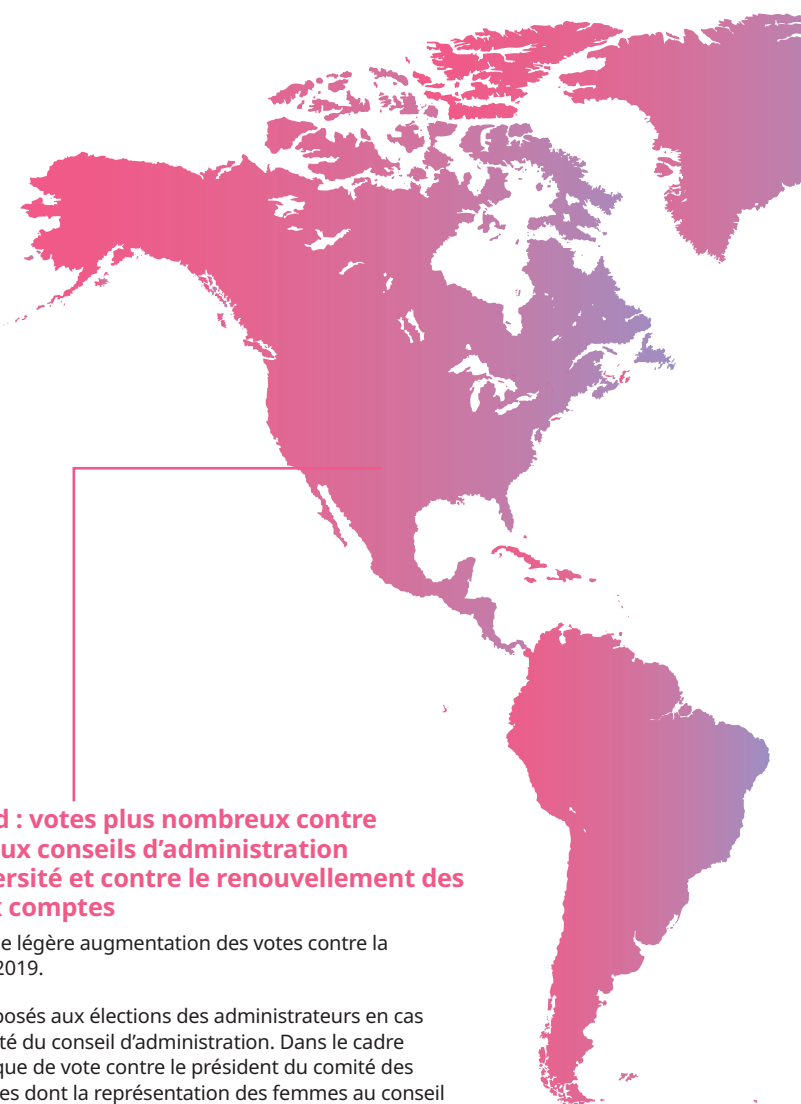 d : votes plus nombreux contre
ux conseils d’administration
ersité et contre le renouvellement des
x comptes
e légère augmentation des votes contre la
2019.
posés aux élections des administrateurs en cas
ité du conseil d’administration. Dans le cadre
que de vote contre le président du comité des
es dont la représentation des femmes au conseil